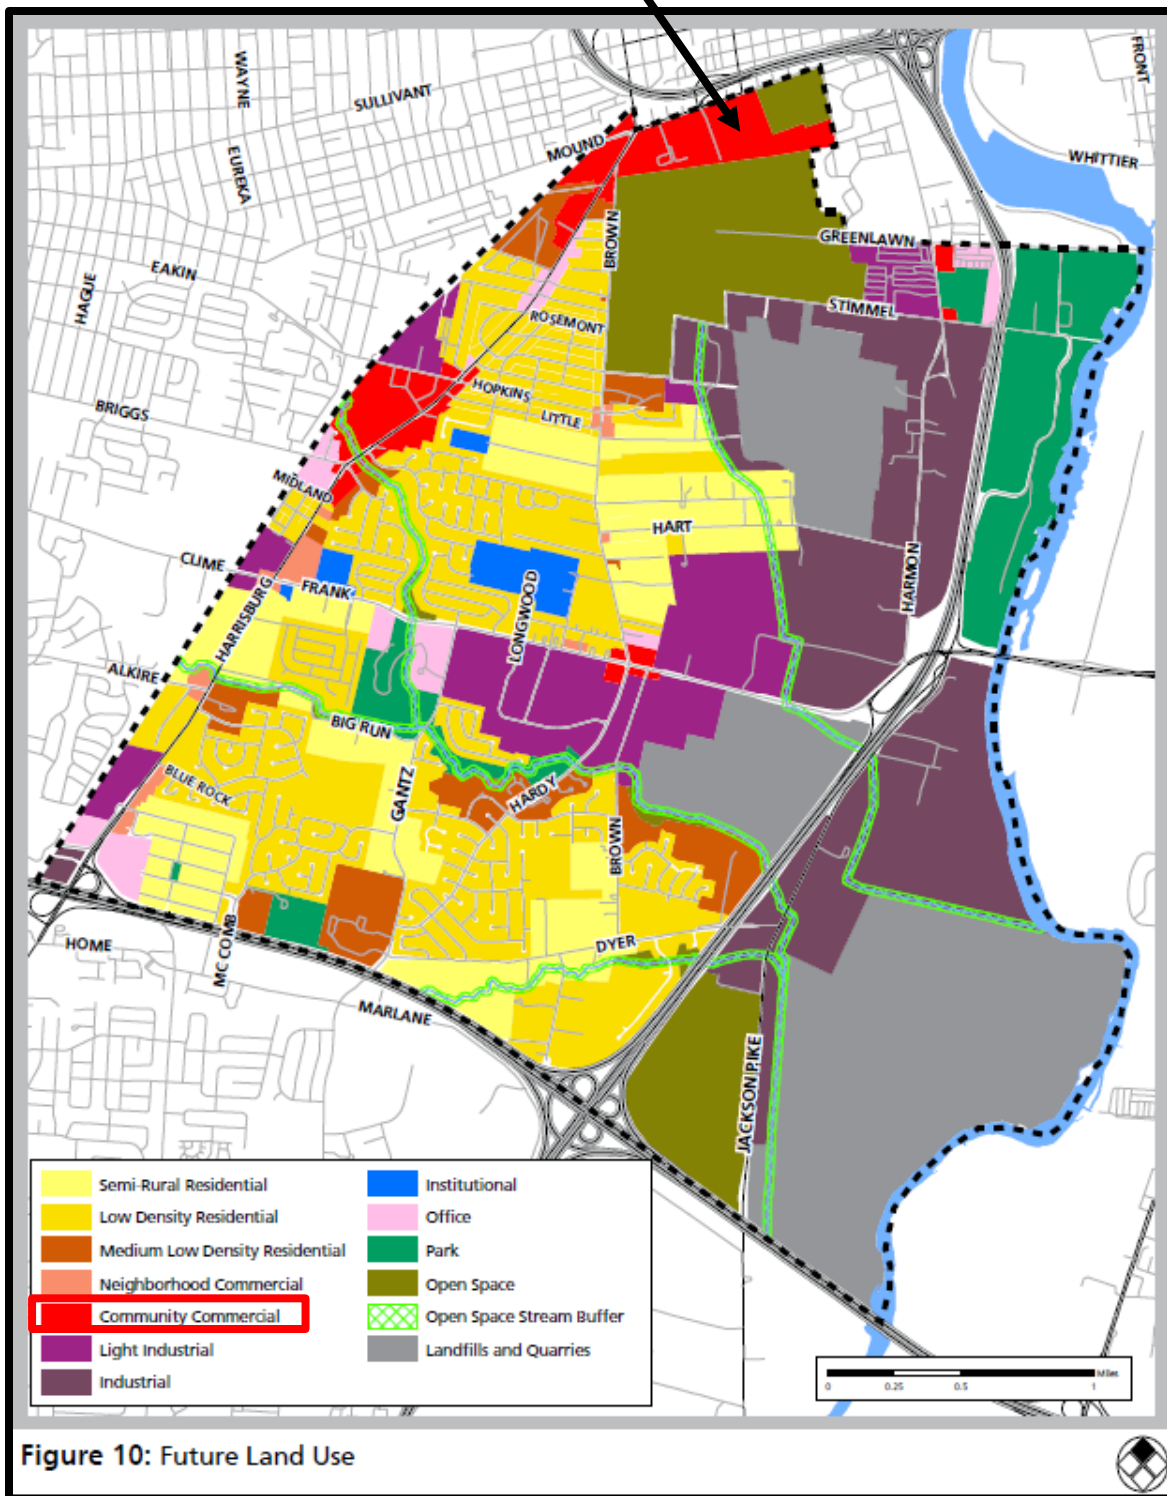 FRONT
WAYNE
SULLIVANT
MOUND
WHITTIER
EUREKA
BROWN
GREENLAWN
EAKIN
HAGUE
STIMMEL
ROSEMONT
HOPKINS
LITTLE
BRIGGS
MIDLAND
HART
CLIME
FRANK
LONGWOOD
HARMON
HARRISBURG
ALKIRE
BIG RUN
BLUE ROCK
GANTZ
HARDY
BROWN
MC COMB
HOME
DYER
MARLANE
JACKSON PIKE
Semi-Rural Residential
Low Density Residential
Medium Low Density Residential
Neighborhood Commercial
Community Commercial
Light Industrial
Industrial
Institutional
Office
Park
Open Space
Open Space Stream Buffer
Landfills and Quarries
Miles
0 0.25 0.5 1
Figure 10: Future Land Use